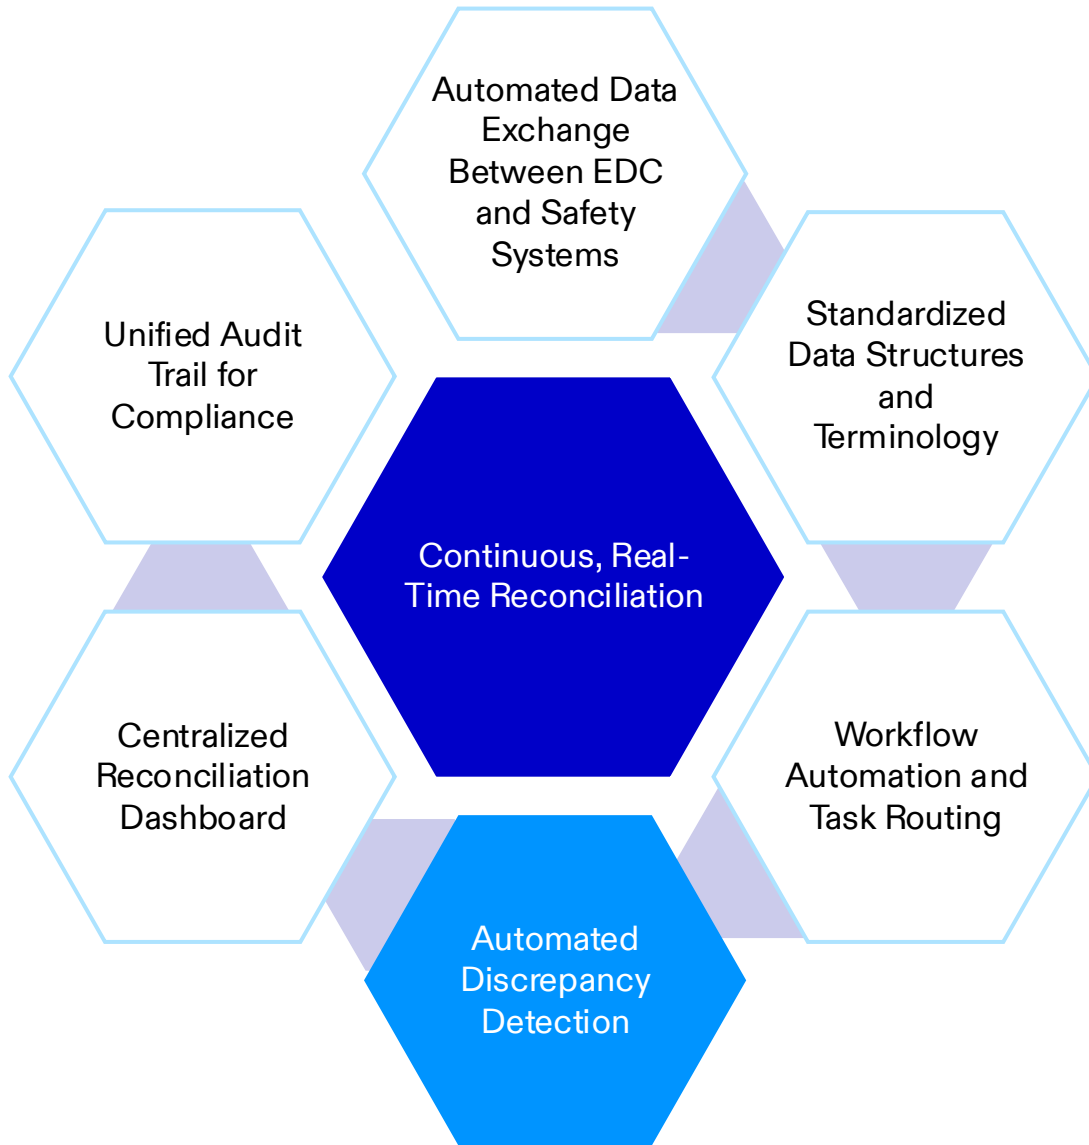 Automated Data
Exchange
Between EDC
and Safety
Systems
Standardized
Data Structures
and
Terminology
Workflow
Automation and
Task Routing
Automated
Discrepancy
Detection
Centralized
Reconciliation
Dashboard
Unified Audit
Trail for
Compliance
Continuous, Real-
Time Reconciliation